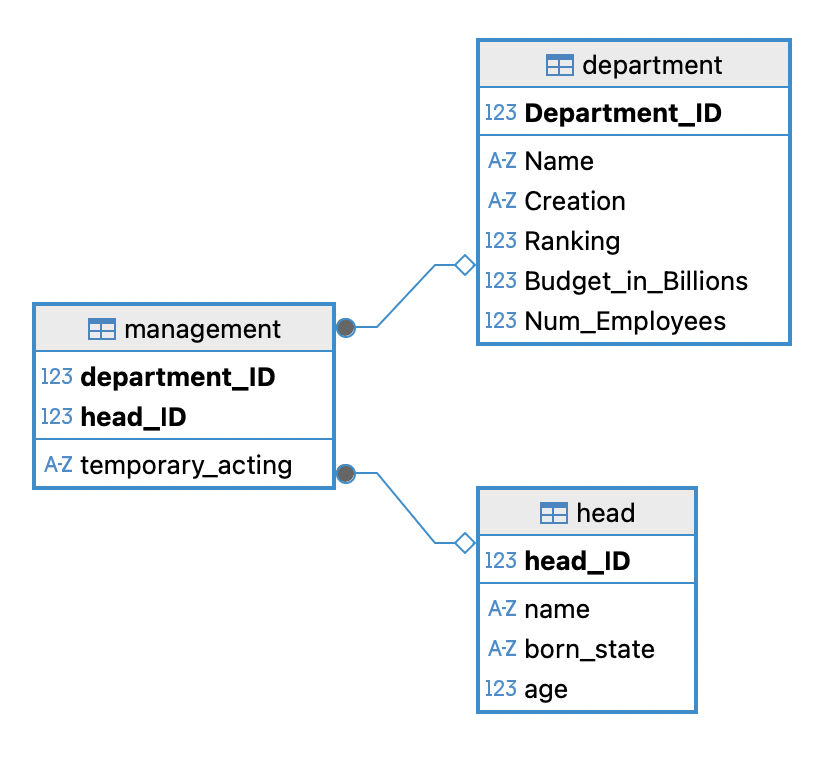 department
123 Department_ID
A-Z Name
A-Z Creation
123 Ranking
123 Budget_in_Billions
123 Num_Employees
management
123 department_ID
123 head_ID
A-Z temporary_acting
head
123 head_ID
A-Z name
A-Z born_state
123 age